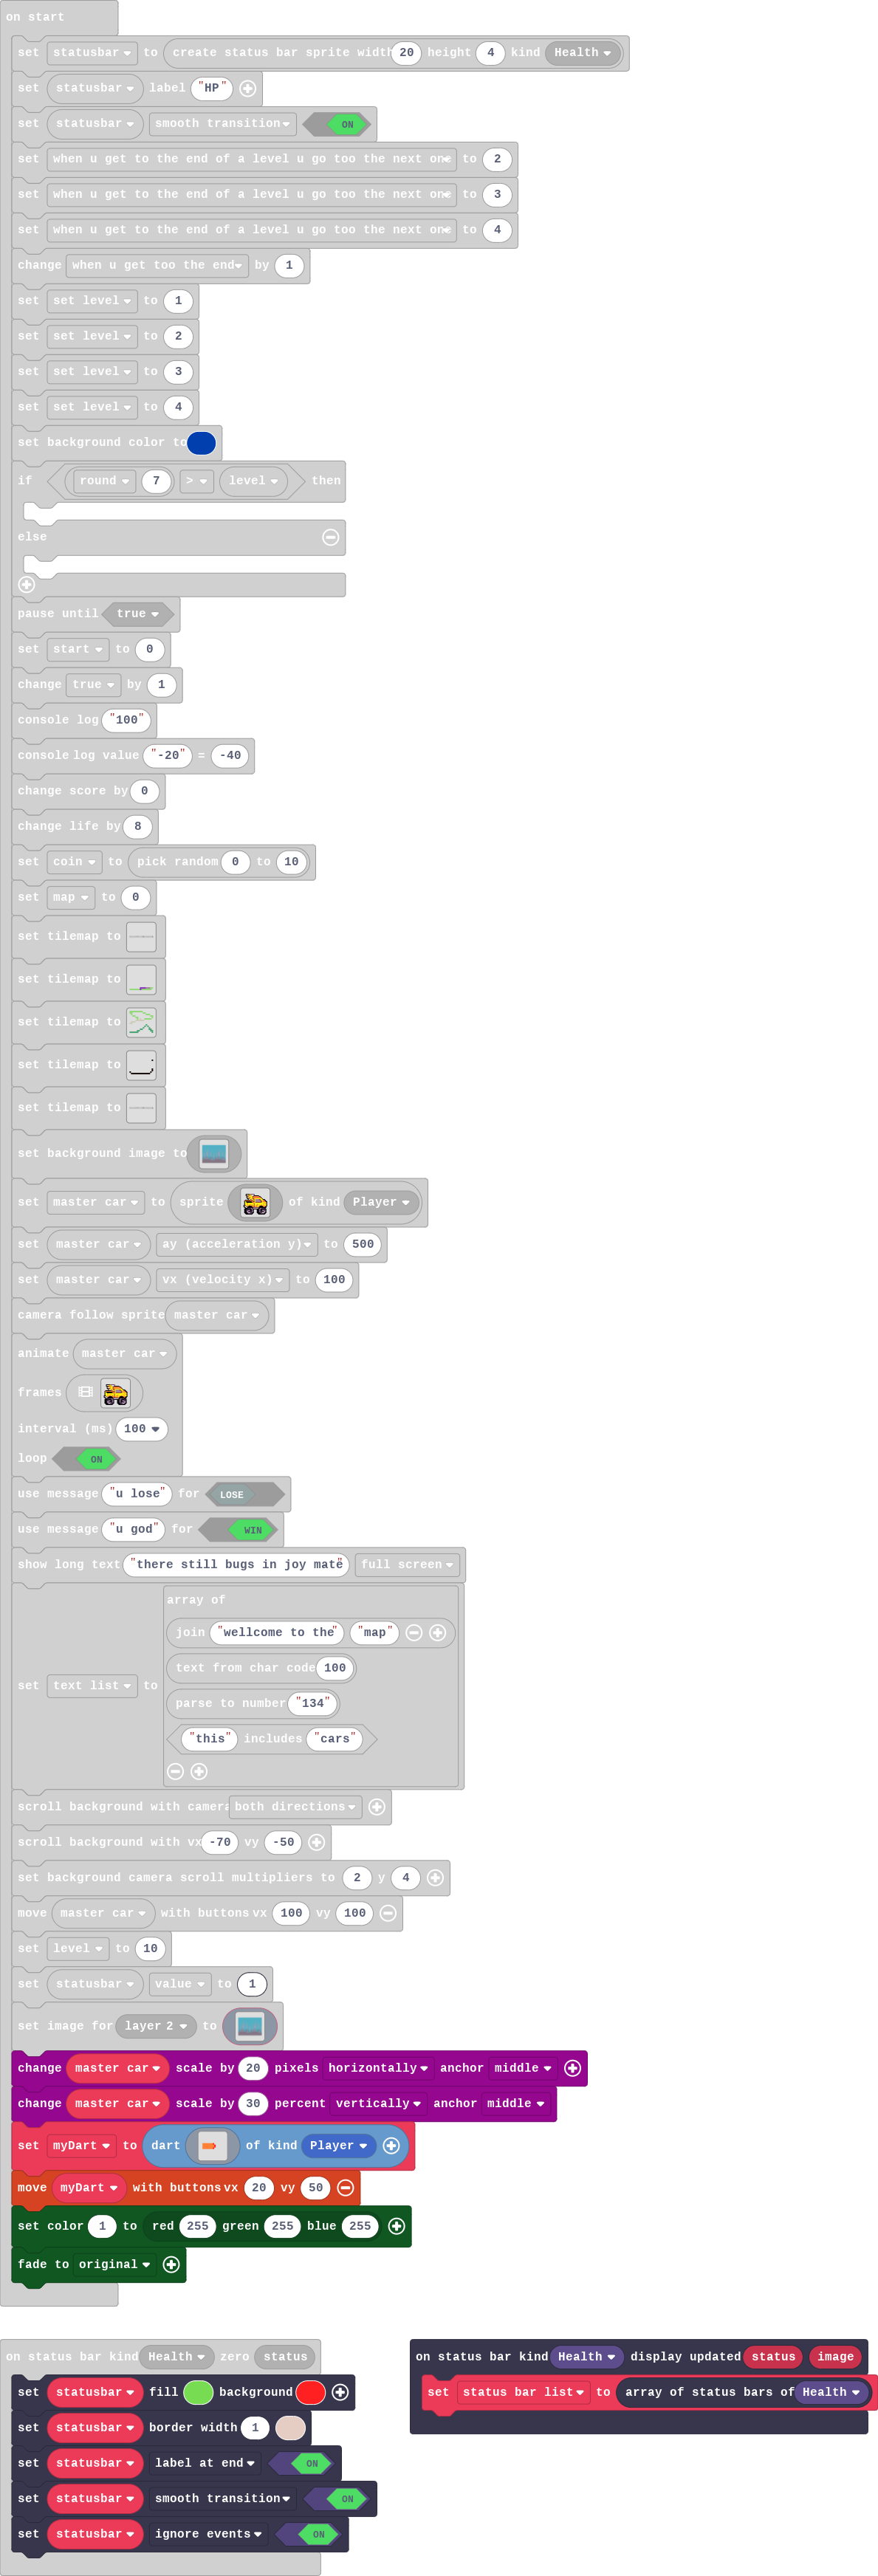 on start
set statusbar to create status bar sprite width 20 height 4 kind Health
set statusbar label "HP"
set statusbar smooth transition ON
set when u get to the end of a level u go too the next one to 2
set when u get to the end of a level u go too the next one to 3
set when u get to the end of a level u go too the next one to 4
change when u get too the end by 1
set set level to 1
set set level to 2
set set level to 3
set set level to 4
set background color to
if round 7 > level then
else
pause until true
set start to 0
change true by 1
console log "100"
console log value "-20" = -40
change score by 0
change life by 8
set coin to pick random 0 to 10
set map to 0
set tilemap to
set tilemap to
set tilemap to
set tilemap to
set tilemap to
set background image to
set master car to sprite of kind Player
set master car ay (acceleration y) to 500
set master car vx (velocity x) to 100
camera follow sprite master car
animate master car
frames
interval (ms) 100
loop ON
use message "u lose" for LOSE
use message "u god" for WIN
show long text "there still bugs in joy mate" full screen
array of
join "wellcome to the" "map"
text from char code 100
set text list to
parse to number "134"
"this" includes "cars"
scroll background with camera both directions
scroll background with vx -70 vy -50
set background camera scroll multipliers to 2 y 4
move master car with buttons vx 100 vy 100
set level to 10
set statusbar value to 1
set image for layer 2 to
change master car scale by 20 pixels horizontally anchor middle
change master car scale by 30 percent vertically anchor middle
set myDart to dart of kind Player
move myDart with buttons vx 20 vy 50
set color 1 to red 255 green 255 blue 255
fade to original
on status bar kind Health zero status
set statusbar fill background
set statusbar border width 1
set statusbar label at end ON
set statusbar smooth transition ON
set statusbar ignore events ON
on status bar kind Health display updated status image
set status bar list to array of status bars of Health